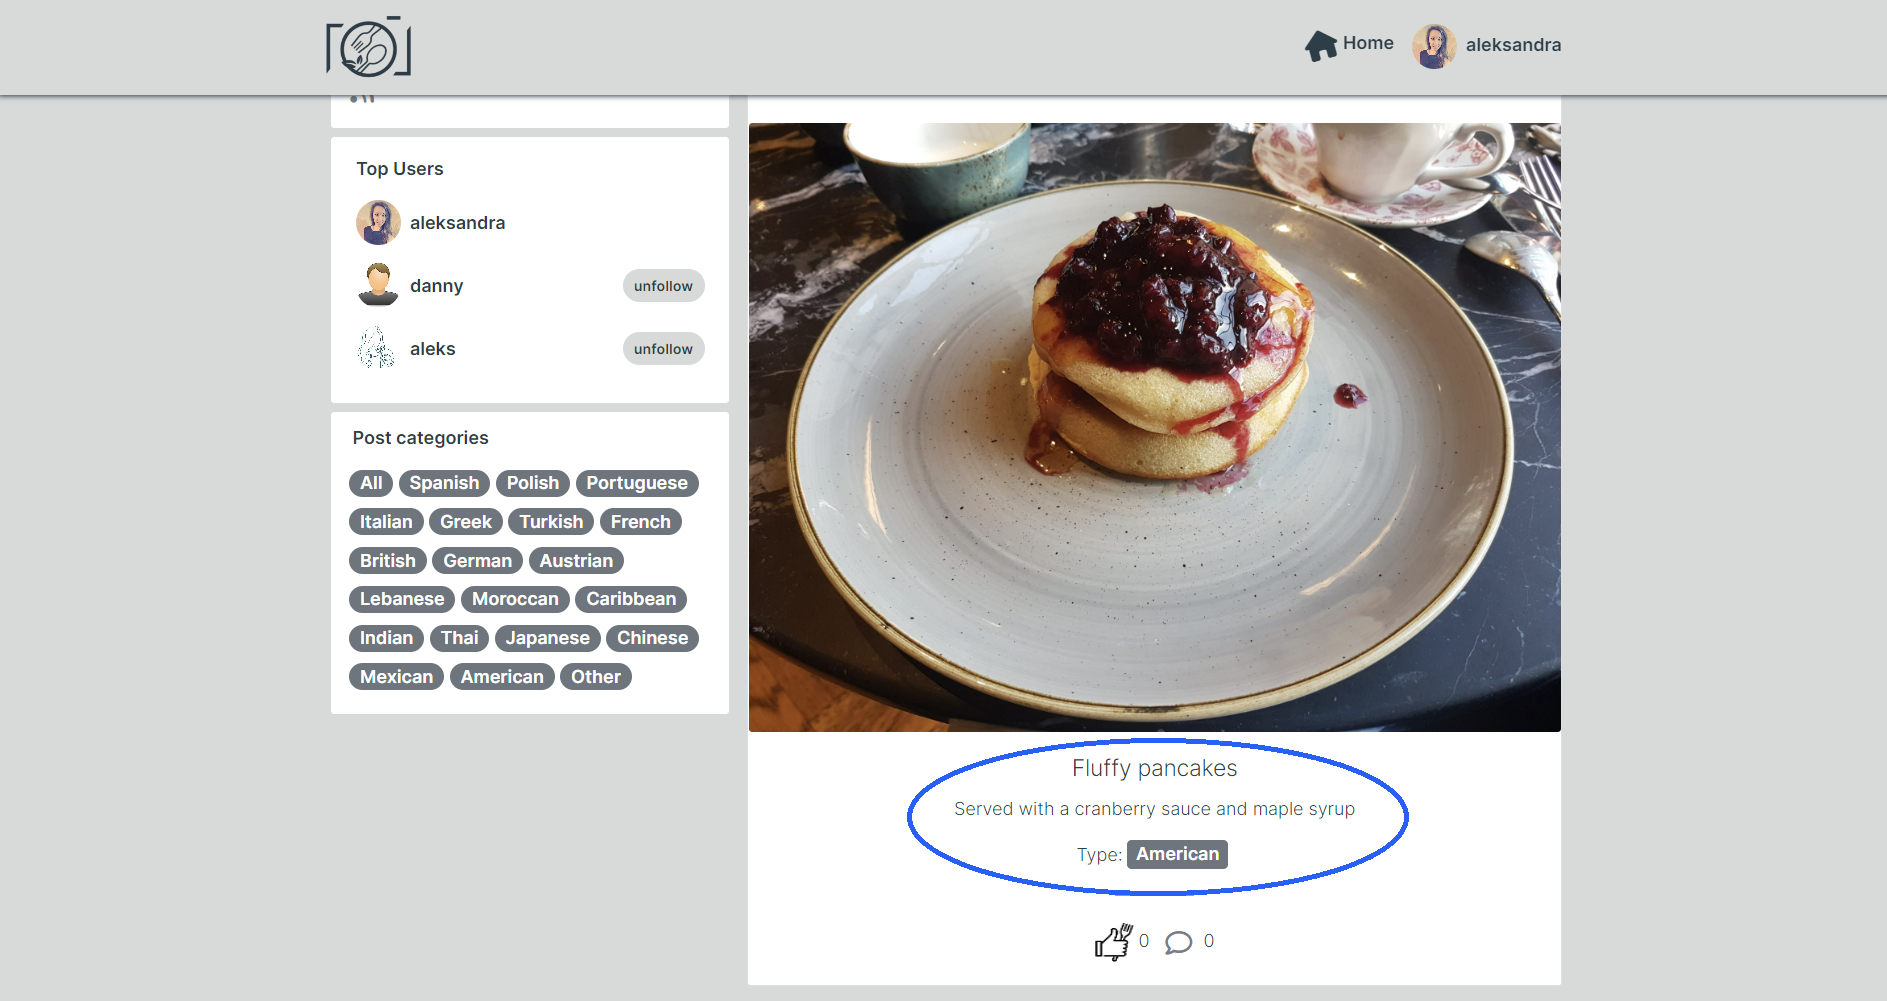 Home
aleksandra
Top Users
aleksandra
danny
unfollow
aleks
unfollow
Post categories
All Spanish Polish Portuguese
Italian Greek Turkish French
British German Austrian
Lebanese Moroccan Caribbean
Indian Thai Japanese Chinese
Mexican American Other
Fluffy pancakes
Served with a cranberry sauce and maple syrup
Type: American
0 0